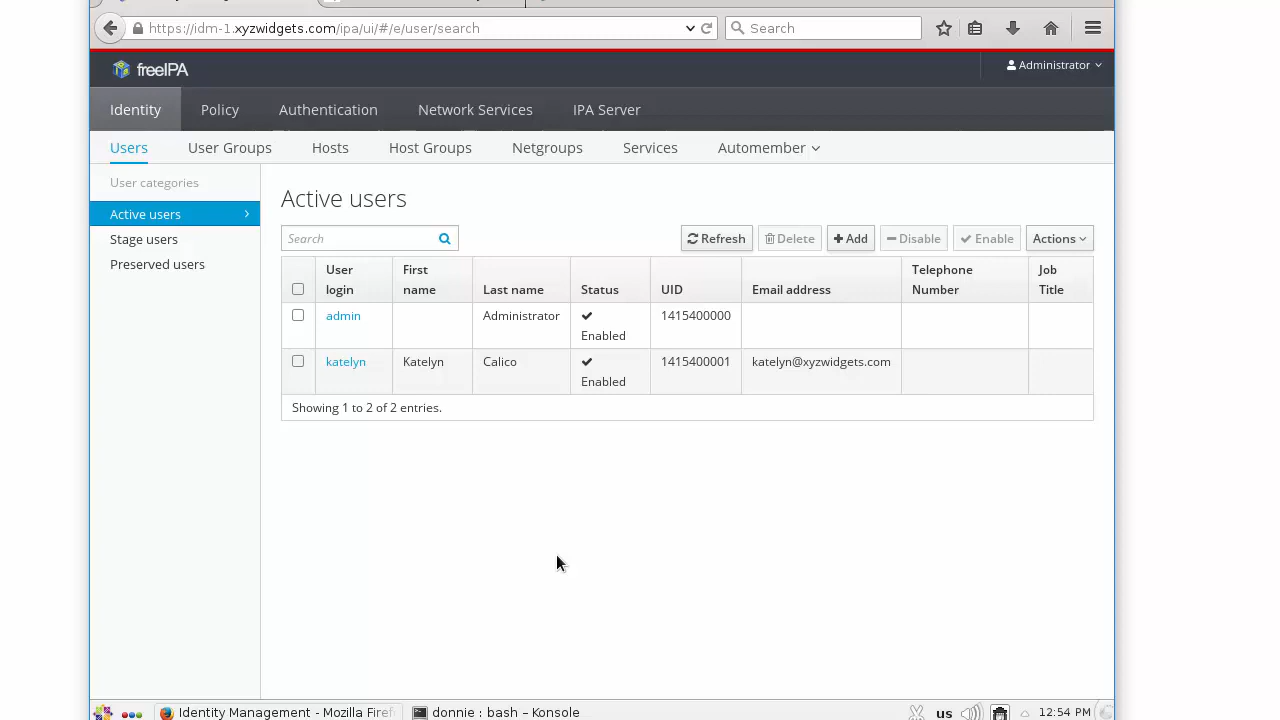 https://idm-1.xyzwidgets.com/ipa/ui/#/e/user/search
Search
freeIPA
Administrator
Identity
Policy
Authentication
Network Services
IPA Server
Users
User Groups
Hosts
Host Groups
Netgroups
Services
Automember
User categories
Active users
Stage users
Preserved users
Active users
Search
Refresh
Delete
Add
Disable
Enable
Actions
User login
First name
Last name
Status
UID
Email address
Telephone Number
Job Title
admin
Administrator
Enabled
1415400000
katelyn
Katelyn
Calico
Enabled
1415400001
katelyn@xyzwidgets.com
Showing 1 to 2 of 2 entries.
Identity Management - Mozilla Firef
donnie : bash – Konsole
us
12:54 PM